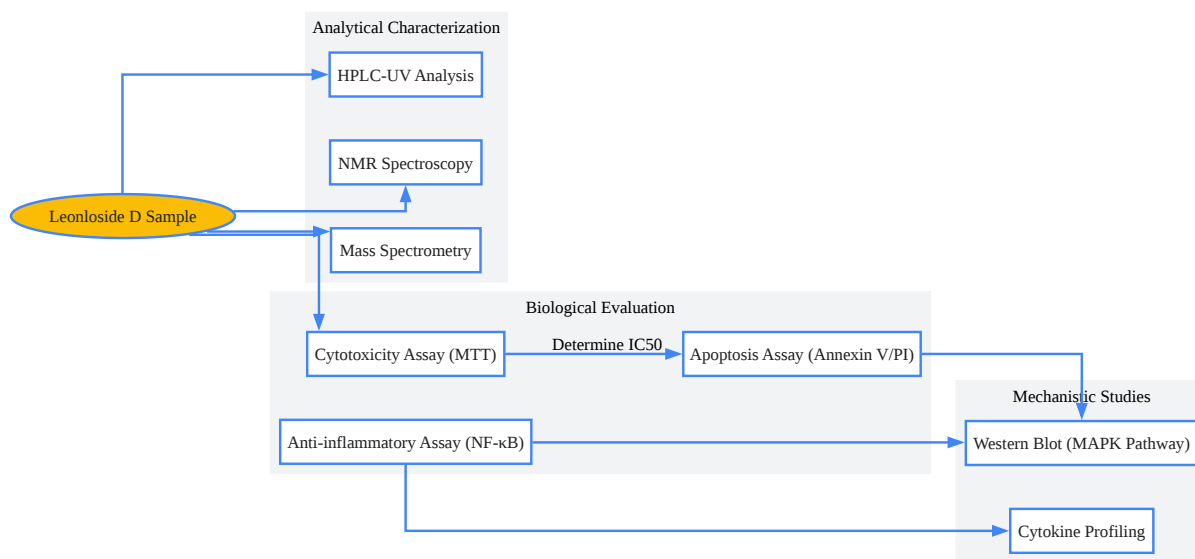 Analytical Characterization
HPLC-UV Analysis
NMR Spectroscopy
Leonloside D Sample
Mass Spectrometry
Biological Evaluation
Cytotoxicity Assay (MTT)
Determine IC50
Apoptosis Assay (Annexin V/PI)
Mechanistic Studies
Anti-inflammatory Assay (NF-κB)
Western Blot (MAPK Pathway)
Cytokine Profiling